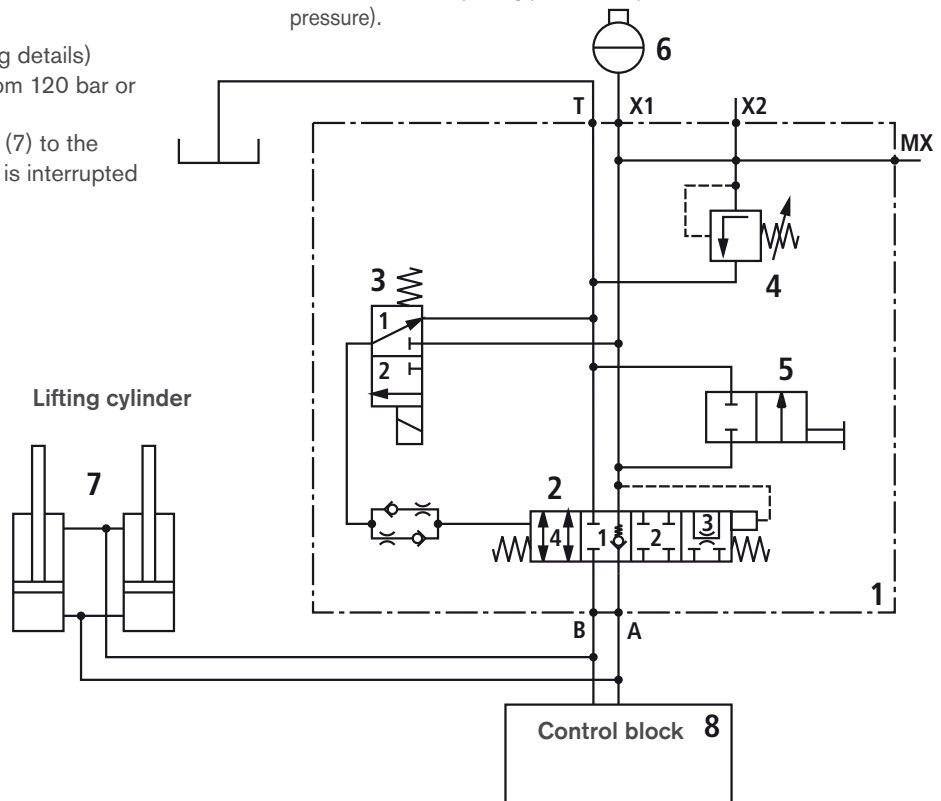 pressure).
g details)
om 120 bar or
(7) to the
is interrupted
6
T X1 X2
MX
3
4
1
2
5
Lifting cylinder
7
2
4 1 2 3
1
B A
Control block 8